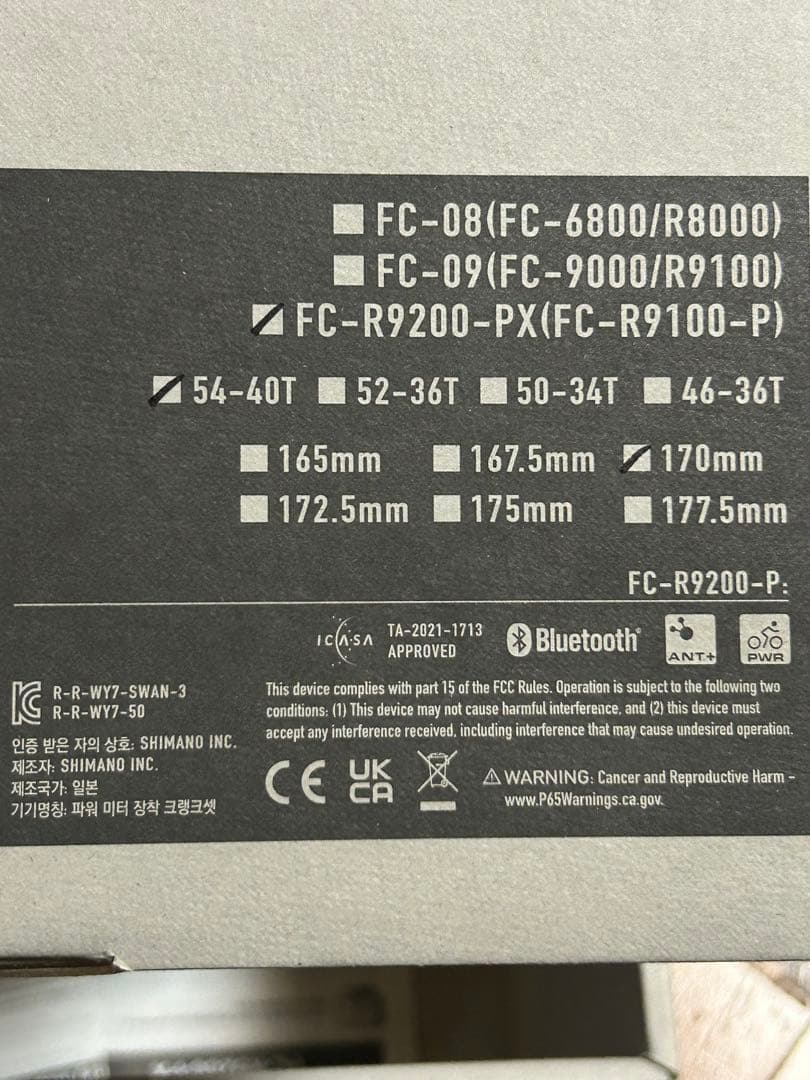 FC-08(FC-6800/R8000)
FC-09(FC-9000/R9100)
FC-R9200-PX(FC-R9100-P)
54-40T 52-36T 50-34T 46-36T
165mm 167.5mm 170mm
172.5mm 175mm 177.5mm
FC-R9200-P:
ICASA TA-2021-1713 APPROVED
Bluetooth®
ANT+
PWR
R-R-WY7-SWAN-3
R-R-WY7-50
인증 받은 자의 상호: SHIMANO INC.
제조자: SHIMANO INC.
제조국가: 일본
기기명칭: 파워 미터 장착 크랭크셋
This device complies with part 15 of the FCC Rules. Operation is subject to the following two
conditions: (1) This device may not cause harmful interference, and (2) this device must
accept any interference received, including interference that may cause undesired operation.
CE UK CA
⚠WARNING: Cancer and Reproductive Harm -
www.P65Warnings.ca.gov.